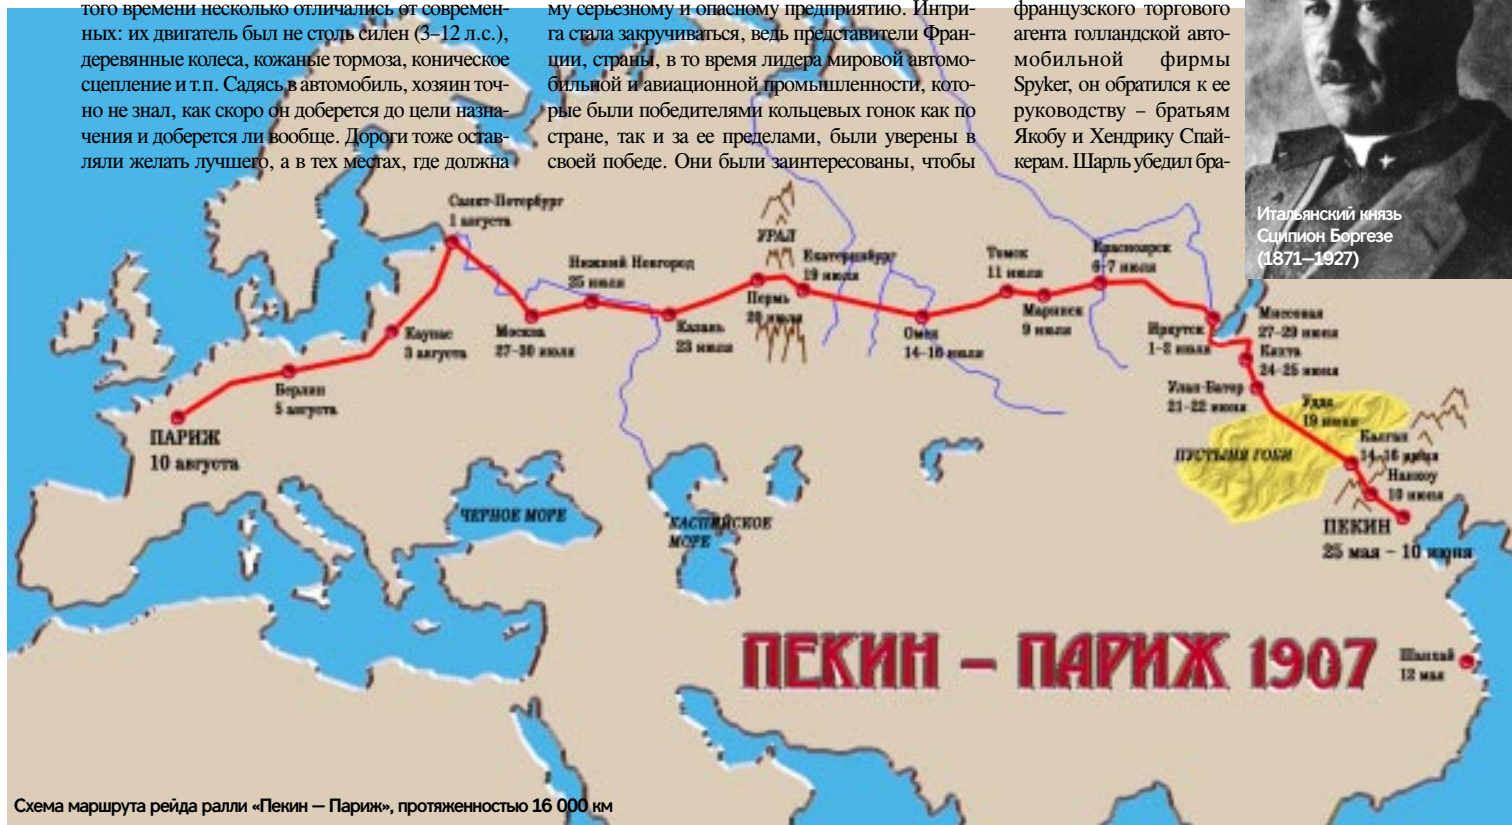 того времени несколько отличались от современ-
ных: их двигатель был не столь силен (3–12 л.с.),
деревянные колеса, кожаные тормоза, коническое
сцепление и т.п. Садясь в автомобиль, хозяин точ-
но не знал, как скоро он доберется до цели назна-
чения и доберется ли вообще. Дороги тоже остав-
ляли желать лучшего, а в тех местах, где должна
му серьезному и опасному предприятию. Интри-
га стала закручиваться, ведь представители Фран-
ции, страны, в то время лидера мировой автомо-
бильной и авиационной промышленности, кото-
рые были победителями кольцевых гонок как по
стране, так и за ее пределами, были уверены в
своей победе. Они были заинтересованы, чтобы
французского торгового
агента голландской авто-
мобильной фирмы
Spyker, он обратился к ее
руководству – братьям
Якобу и Хендрику Спай-
керам. Шарль убедил бра-
Итальянский князь
Сципион Боргезе
(1871–1927)
Санкт-Петербург
1 августа
Нижний Новгород
25 июля
УРАЛ
Екатеринбург
19 июля
Томск
11 июля
Красноярск
6-7 июля
Каунас
3 августа
Москва
27-30 июля
Казань
23 июля
Пермь
20 июля
Омск
14-16 июля
Мариинск
9 июля
Иркутск
1-2 июля
Мысовая
27-29 июня
Кяхта
24-25 июня
Улан-Батор
21-22 июня
Удда
19 июня
Калган
14-16 июня
Нанкоу
10 июня
Берлин
5 августа
ПАРИЖ
10 августа
ПУСТЫНЯ ГОБИ
ЧЕРНОЕ МОРЕ
КАСПИЙСКОЕ
МОРЕ
ПЕКИН
25 мая – 10 июня
ПЕКИН – ПАРИЖ 1907
Шанхай
12 мая
Схема маршрута рейда ралли «Пекин — Париж», протяженностью 16 000 км